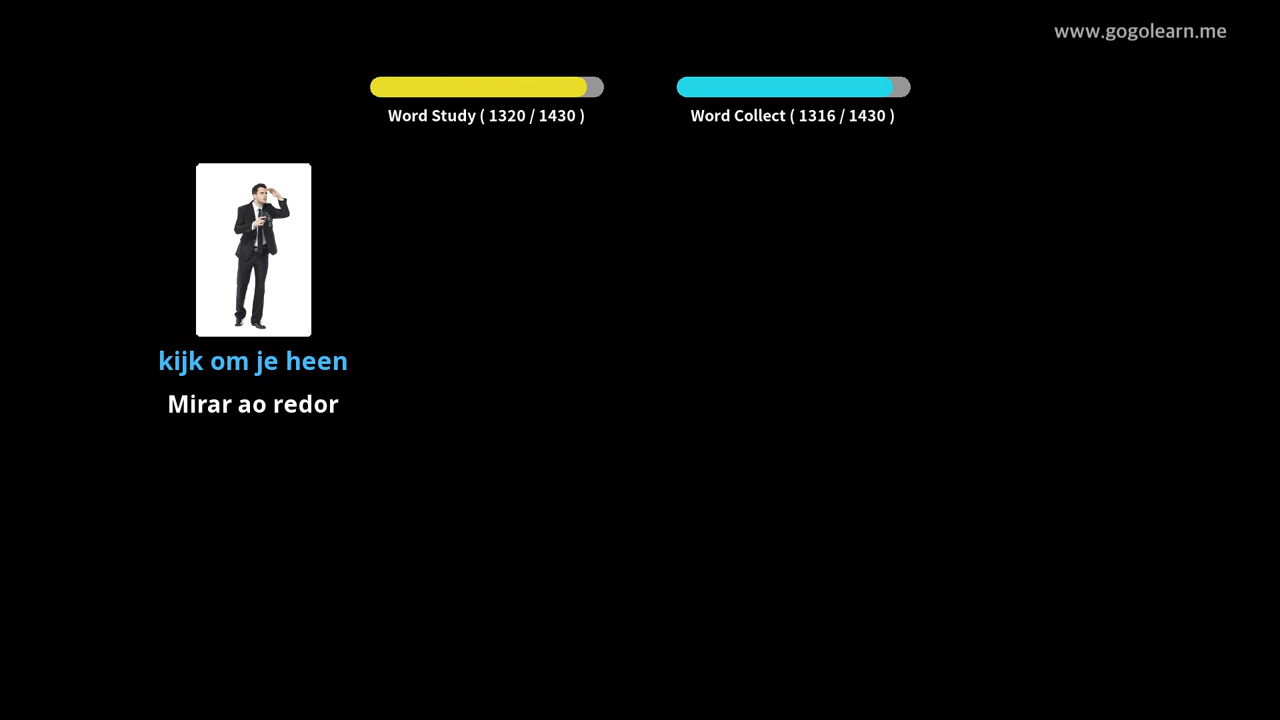 www.gogolearn.me
Word Study ( 1320 / 1430 )
Word Collect ( 1316 / 1430 )
kijk om je heen
Mirar ao redor